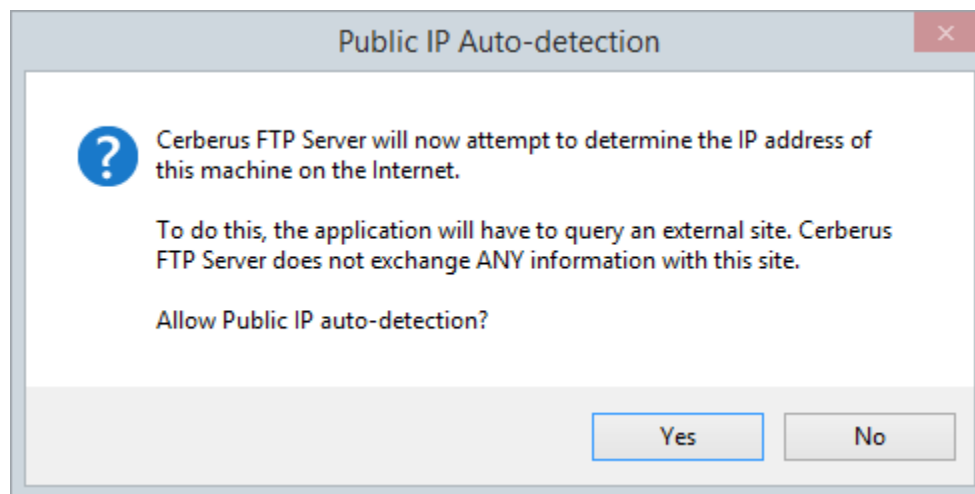 Public IP Auto-detection
Cerberus FTP Server will now attempt to determine the IP address of
this machine on the Internet.
To do this, the application will have to query an external site. Cerberus
FTP Server does not exchange ANY information with this site.
Allow Public IP auto-detection?
Yes
No